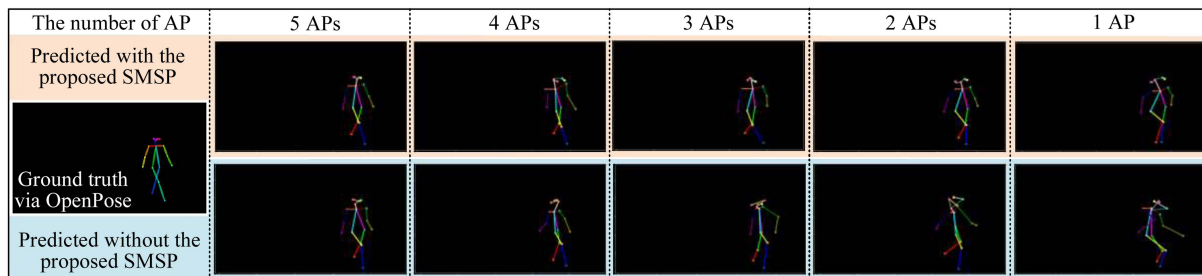 The number of AP 5 APs 4 APs 3 APs 2 APs 1 AP
Predicted with the
proposed SMSP
Ground truth
via OpenPose
Predicted without the
proposed SMSP